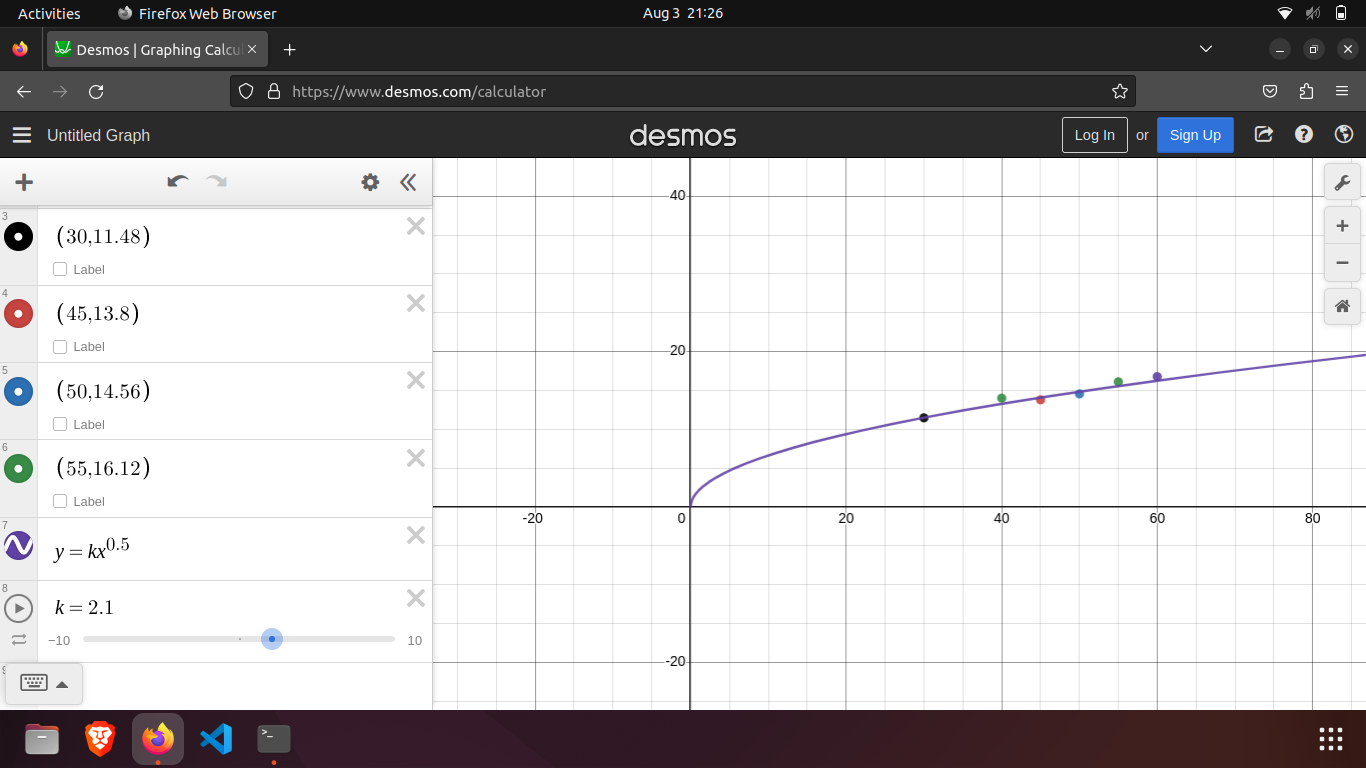 Activities Firefox Web Browser Aug 3 21:26
Desmos | Graphing Calcu
https://www.desmos.com/calculator
Untitled Graph desmos Log In or Sign Up
3
(30,11.48)
Label
4
(45,13.8)
Label
5
(50,14.56)
Label
6
(55,16.12)
Label
7
y = kx^0.5
8
k = 2.1
−10 10
9
40
20
-20 0 20 40 60 80
-20